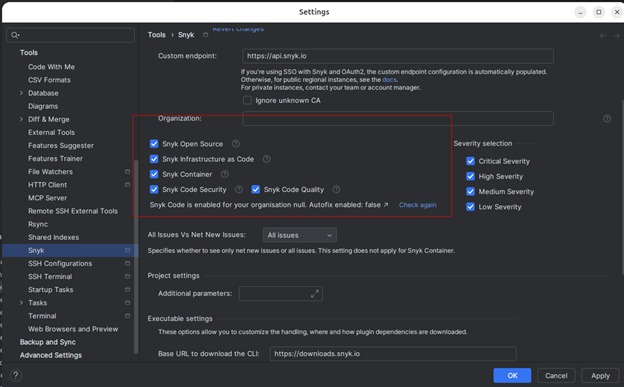 Settings
Tools › Snyk
Revert Changes
Tools
Code With Me
CSV Formats
Database
Diagrams
Diff & Merge
External Tools
Features Suggester
Features Trainer
File Watchers
HTTP Client
MCP Server
Remote SSH External Tools
Rsync
Shared Indexes
Snyk
SSH Configurations
SSH Terminal
Startup Tasks
Tasks
Terminal
Web Browsers and Preview
Backup and Sync
Advanced Settings
?
Custom endpoint:
https://api.snyk.io
If you're using SSO with Snyk and OAuth2, the custom endpoint configuration is automatically populated.
Otherwise, for public regional instances, see the docs.
For private instances, contact your team or account manager.
Ignore unknown CA
Organization:
?
Snyk Open Source ?
Snyk Infrastructure as Code ?
Snyk Container ?
Snyk Code Security ? Snyk Code Quality ?
Snyk Code is enabled for your organisation null. Autofix enabled: false ↗ Check again
Severity selection
Critical Severity
High Severity
Medium Severity
Low Severity
All Issues Vs Net New Issues: All issues
Specifies whether to see only net new issues or all issues. This setting does not apply for Snyk Container.
Project settings
Additional parameters:
Executable settings
These options allow you to customize the handling, where and how plugin dependencies are downloaded.
Base URL to download the CLI: https://downloads.snyk.io
OK Cancel Apply